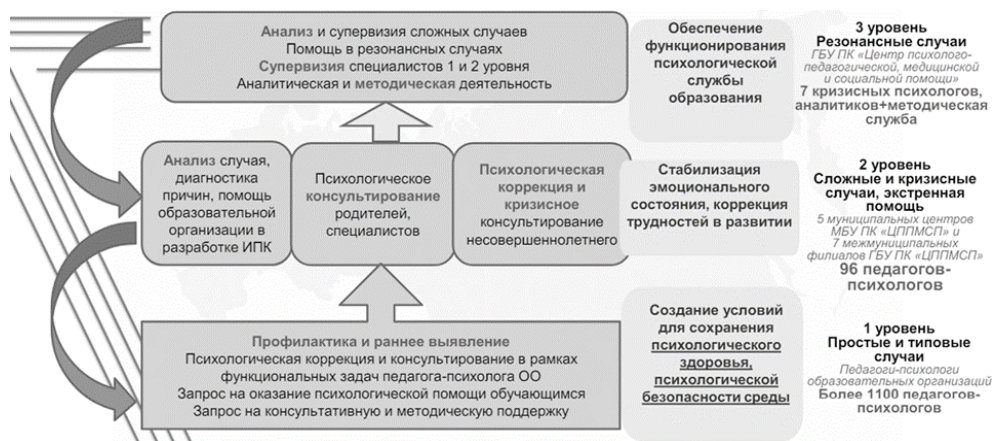 Анализ и супервизия сложных случаев
Помощь в резонансных случаях
Супервизия специалистов 1 и 2 уровня
Аналитическая и методическая деятельность
Обеспечение
функционирования
психологической
службы
образования
3 уровень
Резонансные случаи
ГБУ ПК «Центр психолого-
педагогической, медицинской
и социальной помощи»
7 кризисных психологов,
аналитиков+методическая
служба
Анализ случая,
диагностика
причин, помощь
образовательной
организации в
разработке ИПК
Психологическое
консультирование
родителей,
специалистов
Психологическая
коррекция и
кризисное
консультирование
несовершеннолетнего
Стабилизация
эмоционального
состояния, коррекция
трудностей в развитии
2 уровень
Сложные и кризисные
случаи, экстренная
помощь
5 муниципальных центров
МБУ ПК «ЦППМСП» и
7 межмуниципальных
филиалов ГБУ ПК «ЦППМСП»
96 педагогов-
психологов
Профилактика и раннее выявление
Психологическая коррекция и консультирование в рамках
функциональных задач педагога-психолога ОО
Запрос на оказание психологической помощи обучающимся
Запрос на консультативную и методическую поддержку
Создание условий
для сохранения
психологического
здоровья,
психологической
безопасности среды
1 уровень
Простые и типовые
случаи
Педагоги-психологи
образовательных организаций
Более 1100 педагогов-
психологов